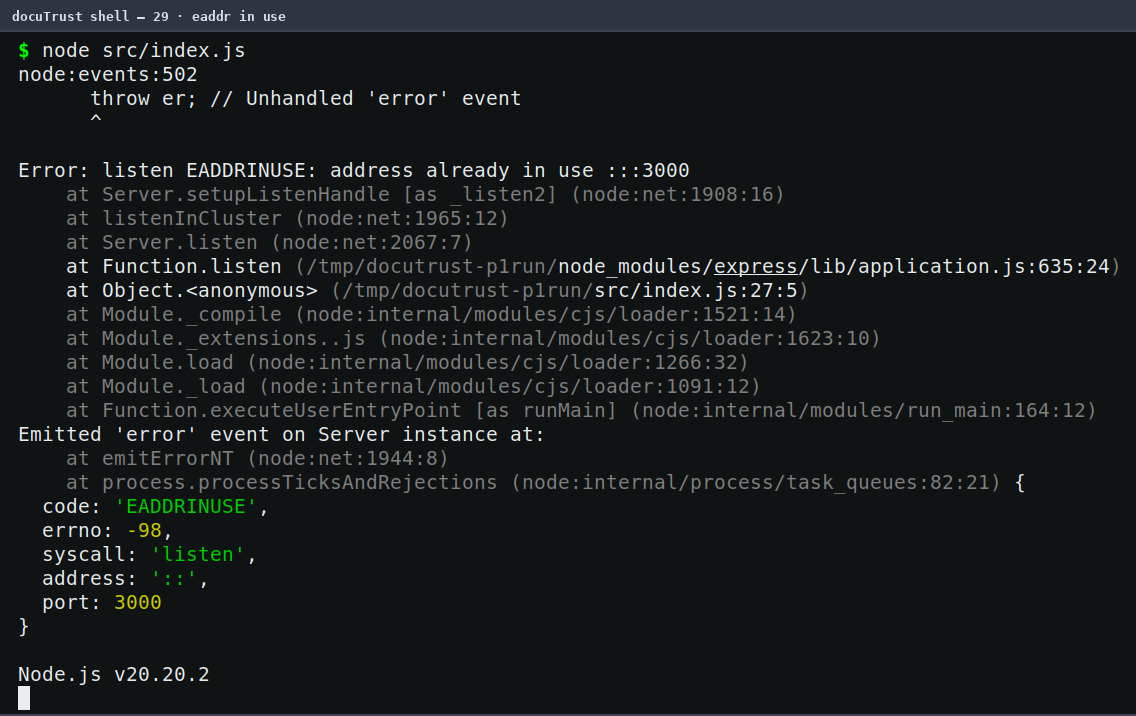 docuTrust shell — 29 · eaddr in use
$ node src/index.js
node:events:502
      throw er; // Unhandled 'error' event
      ^

Error: listen EADDRINUSE: address already in use :::3000
    at Server.setupListenHandle [as _listen2] (node:net:1908:16)
    at listenInCluster (node:net:1965:12)
    at Server.listen (node:net:2067:7)
    at Function.listen (/tmp/docutrust-p1run/node_modules/express/lib/application.js:635:24)
    at Object.<anonymous> (/tmp/docutrust-p1run/src/index.js:27:5)
    at Module._compile (node:internal/modules/cjs/loader:1521:14)
    at Module._extensions..js (node:internal/modules/cjs/loader:1623:10)
    at Module.load (node:internal/modules/cjs/loader:1266:32)
    at Module._load (node:internal/modules/cjs/loader:1091:12)
    at Function.executeUserEntryPoint [as runMain] (node:internal/modules/run_main:164:12)
Emitted 'error' event on Server instance at:
    at emitErrorNT (node:net:1944:8)
    at process.processTicksAndRejections (node:internal/process/task_queues:82:21) {
  code: 'EADDRINUSE',
  errno: -98,
  syscall: 'listen',
  address: '::',
  port: 3000
}

Node.js v20.20.2